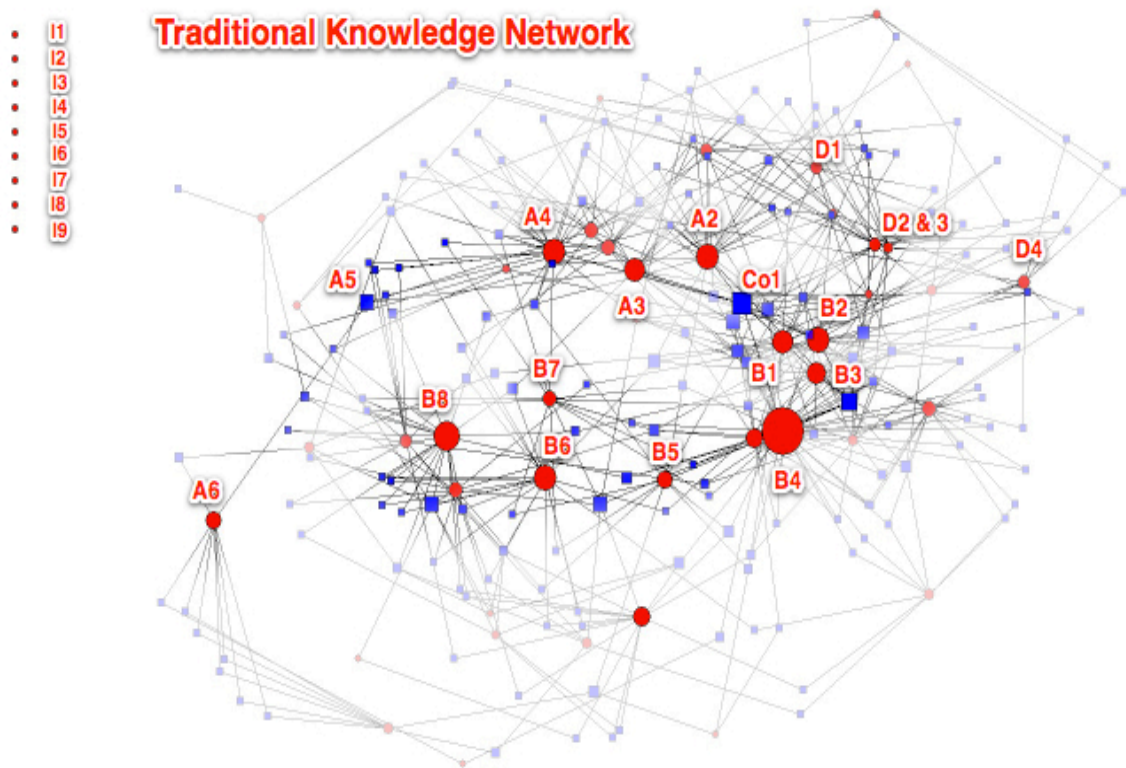 Traditional Knowledge Network
I1
I2
I3
I4
I5
I6
I7
I8
I9
D1
A4
A2
D2 & 3
D4
A5
Co1
A3
B2
B7
B1
B3
B8
B6
B5
B4
A6